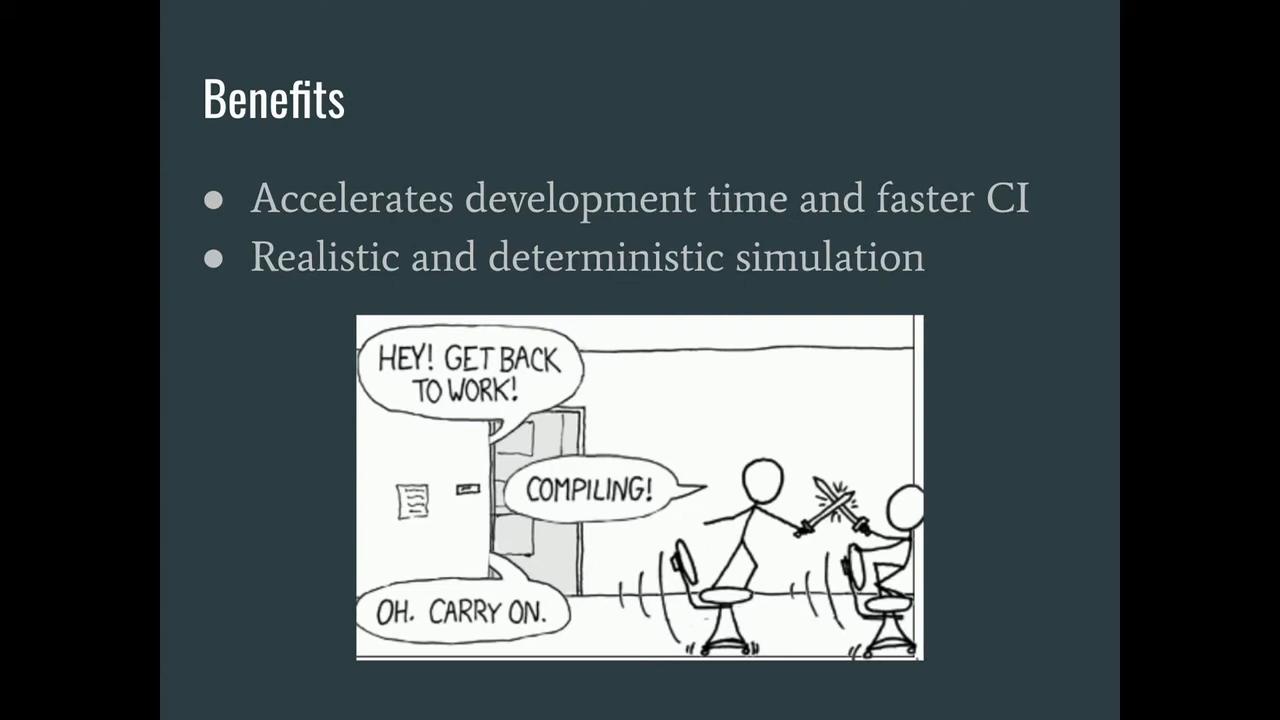 Benefits
● Accelerates development time and faster CI
● Realistic and deterministic simulation
HEY! GET BACK
TO WORK!
COMPILING!
OH. CARRY ON.